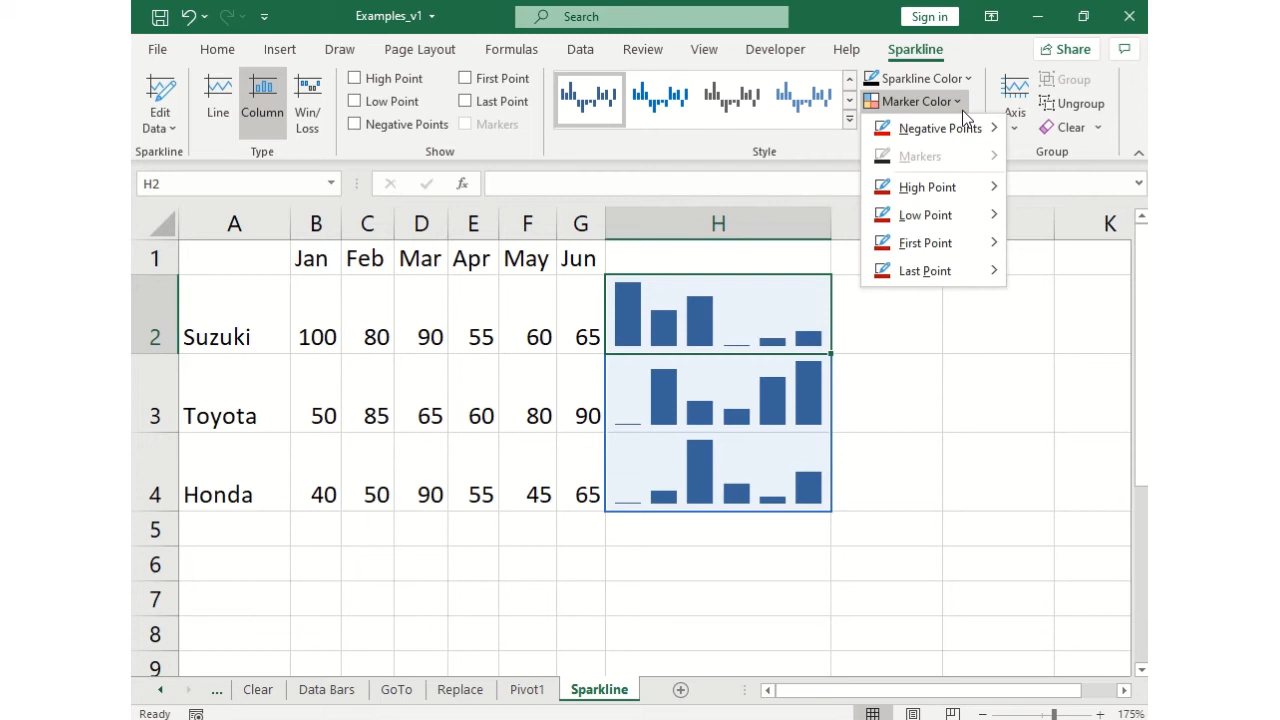 Examples_v1
Search
Sign in
File Home Insert Draw Page Layout Formulas Data Review View Developer Help Sparkline Share
Edit Data
Line
Column
Win/Loss
High Point
First Point
Low Point
Last Point
Negative Points
Markers
Sparkline Color
Marker Color
Axis
Group
Ungroup
Clear
Sparkline Type Show Style Group
Negative Points
Markers
High Point
Low Point
First Point
Last Point
H2
fx
A B C D E F G H K
1 Jan Feb Mar Apr May Jun
2 Suzuki 100 80 90 55 60 65
3 Toyota 50 85 65 60 80 90
4 Honda 40 50 90 55 45 65
5
6
7
8
9
... Clear Data Bars GoTo Replace Pivot1 Sparkline
Ready 175%